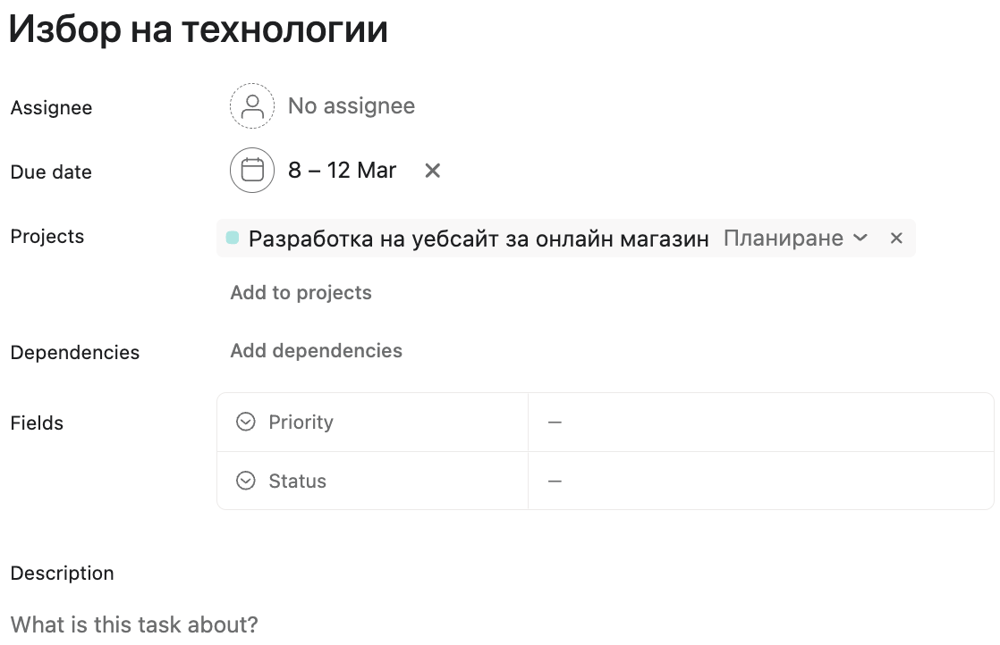 Избор на технологии
Assignee No assignee
Due date 8 – 12 Mar
Projects Разработка на уебсайт за онлайн магазин Планиране
Add to projects
Dependencies Add dependencies
Fields Priority —
Status —
Description
What is this task about?